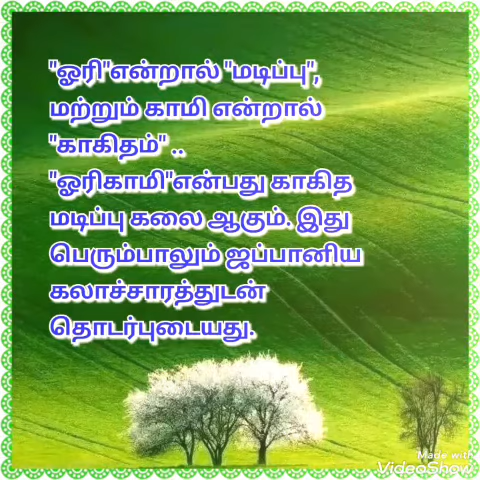 "ஓரி"என்றால் "மடிப்பு",
மற்றும் காமி என்றால்
"காகிதம்" ..
"ஓரிகாமி"என்பது காகித
மடிப்பு கலை ஆகும். இது
பெரும்பாலும் ஜப்பானிய
கலாச்சாரத்துடன்
தொடர்புடையது.
Made with
VideoShow